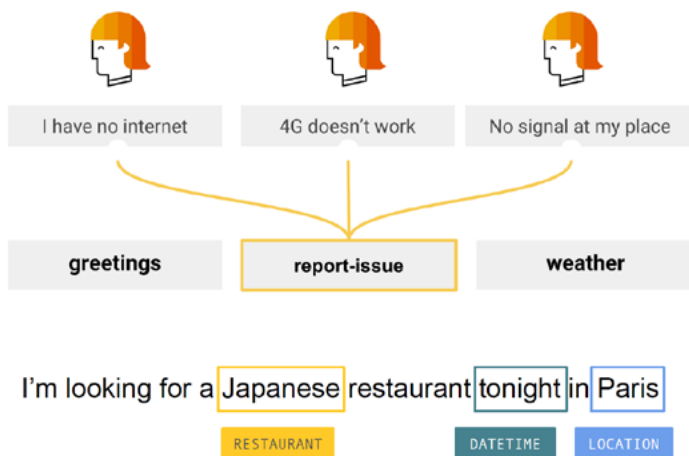 I have no internet
4G doesn't work
No signal at my place
greetings
report-issue
weather
I'm looking for a Japanese restaurant tonight in Paris
RESTAURANT
DATETIME
LOCATION